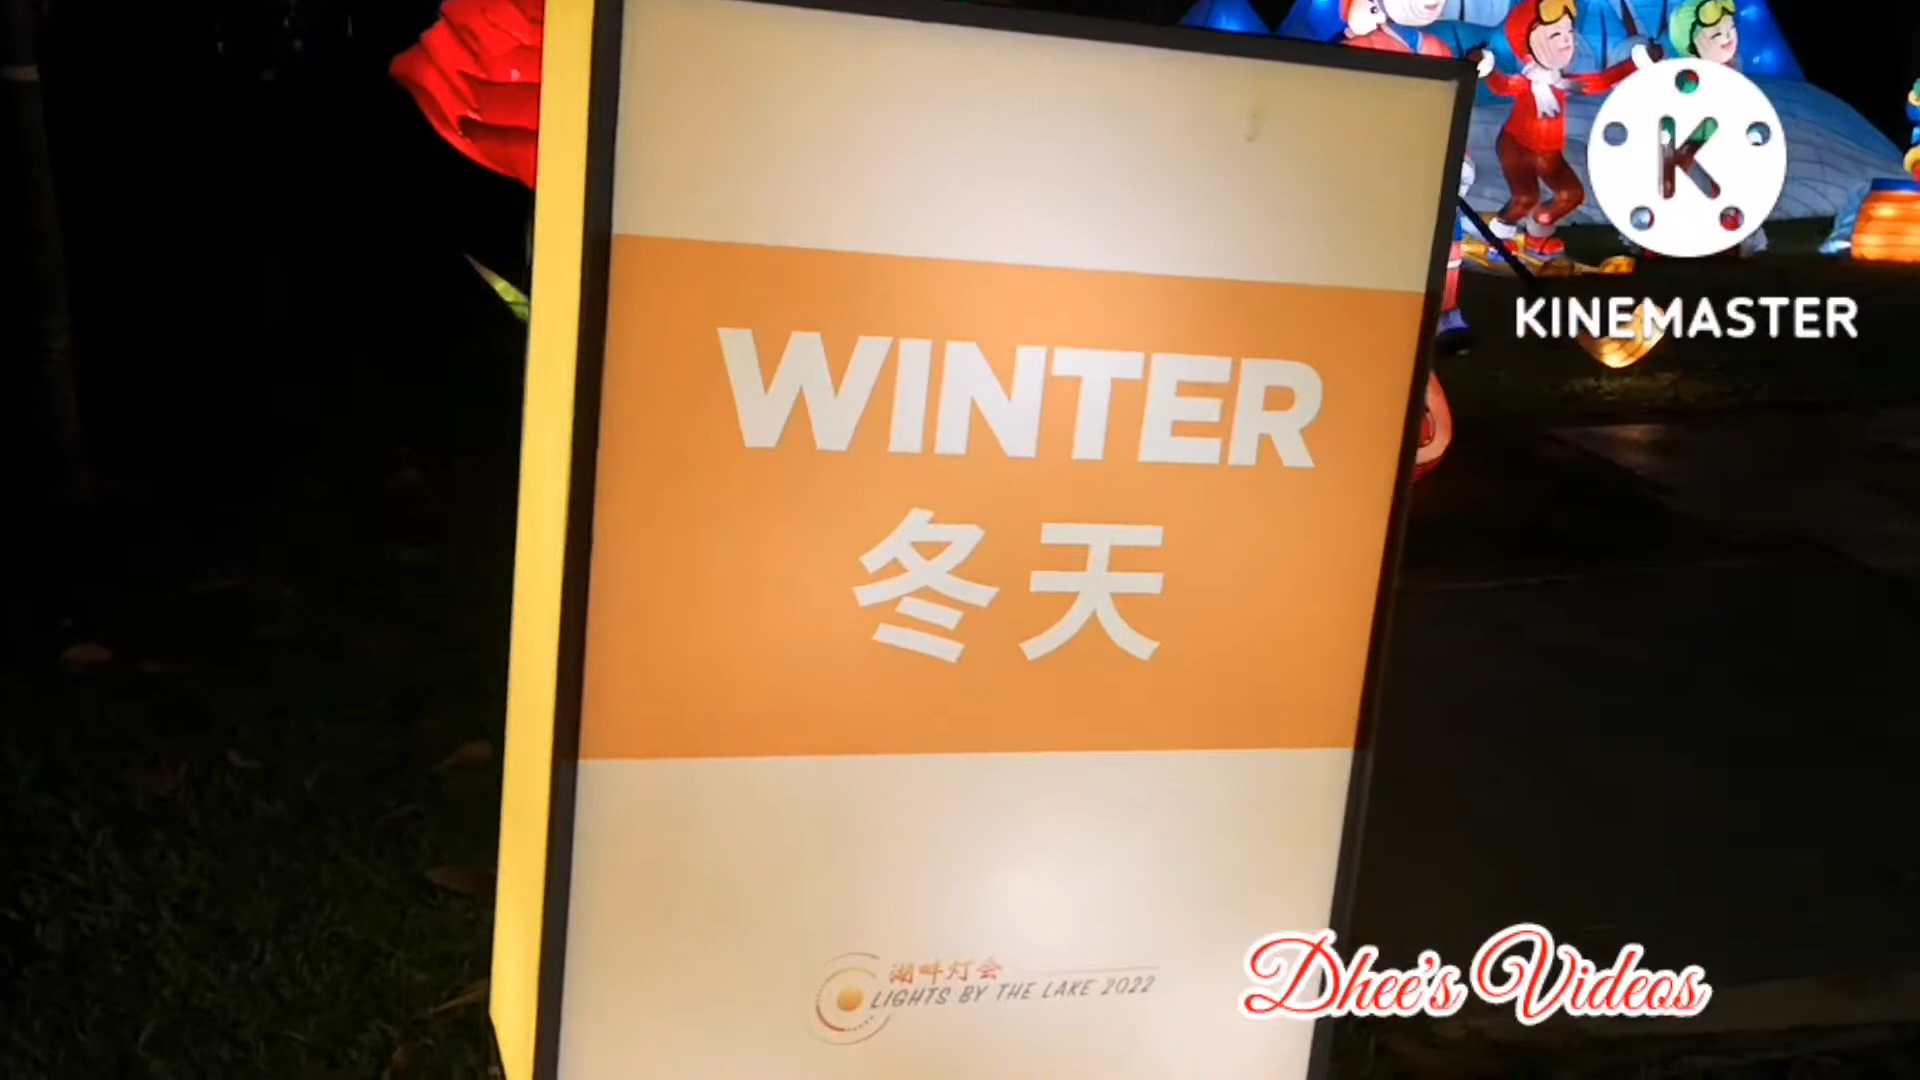 WINTER
冬天
湖畔灯会
LIGHTS BY THE LAKE 2022
K
KINEMASTER
Dhee's Videos